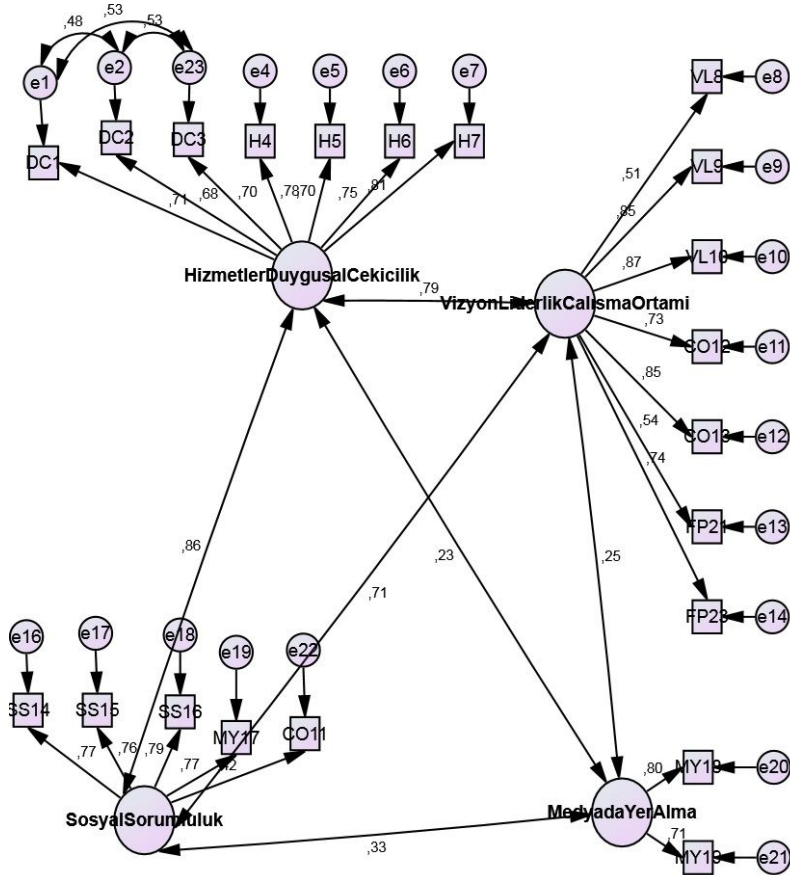 ,53
,48
,53
e1
e2
e23
e4
e5
e6
e7
e8
VL8
DC1
DC2
DC3
H4
H5
H6
H7
,51
VL9
e9
,71
,68
,70
,78
,70
,75
,81
,85
,87
VL10
e10
HizmetlerDuygusalCekicilik
,79
VizyonLiderlikCalısmaOrtami
,73
CO12
e11
,85
CO13
e12
,54
,74
FP21
e13
,86
,23
,25
,71
FP23
e14
e16
e17
e18
e19
e22
SS14
SS15
SS16
MY17
CO11
,77
,76
,79
,77
,42
,80
MY18
e20
SosyalSorumluluk
MedyadaYerAlma
,71
MY19
e21
,33